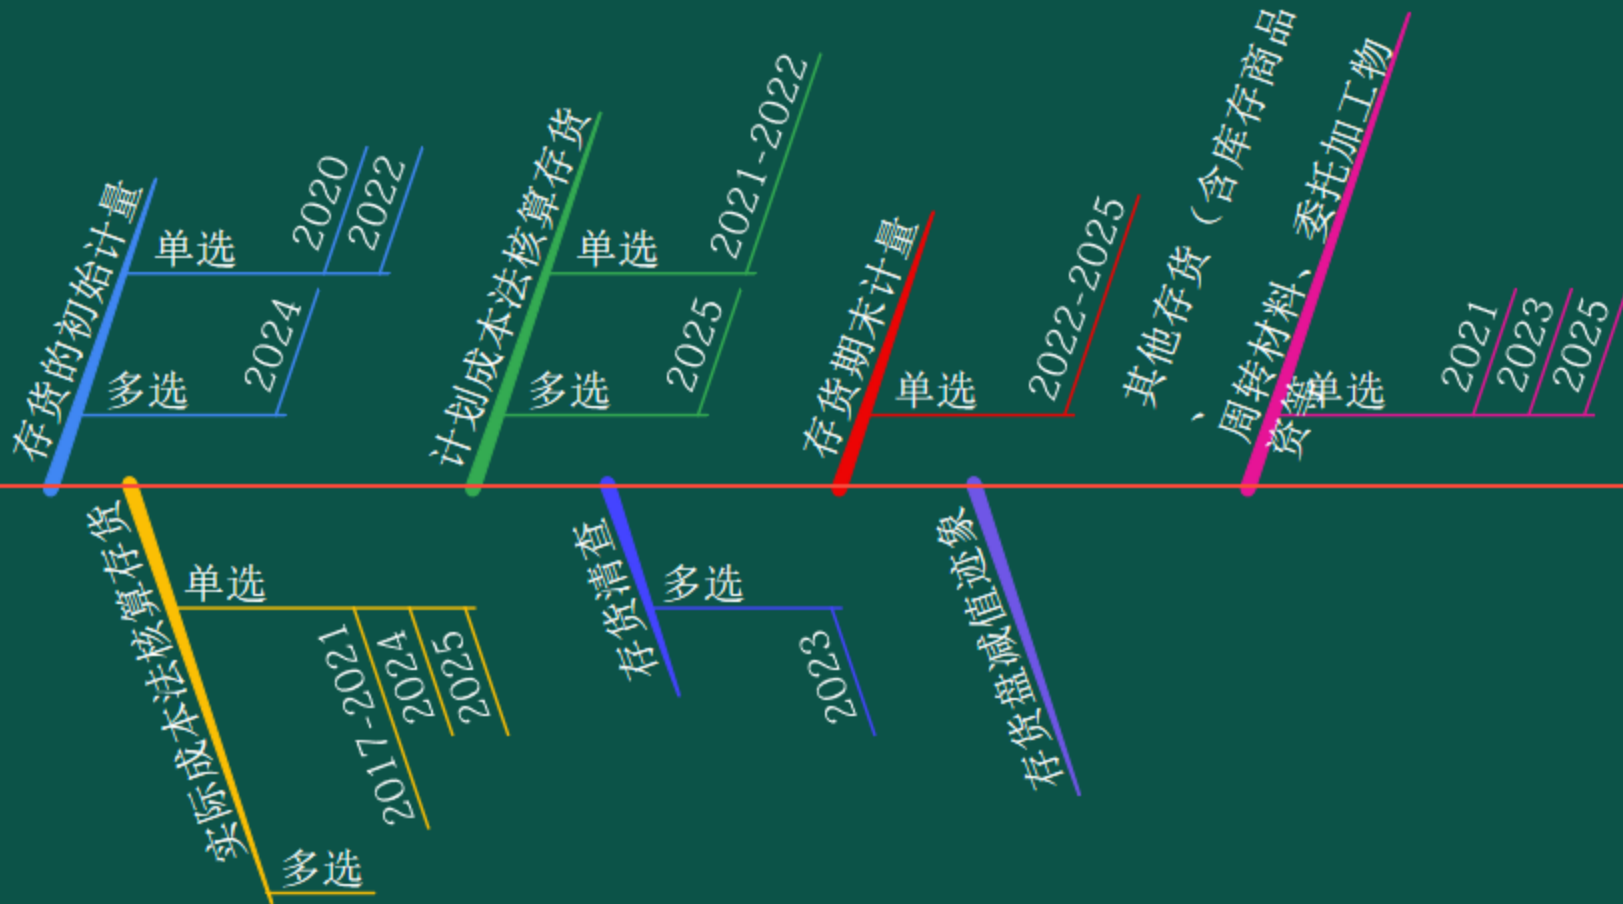 存货的初始计量
单选
2020
2022
多选
2024
实际成本法核算存货
单选
2017-2021
2024
2025
多选
计划成本法核算存货
单选
2021-2022
多选
2025
存货清查
多选
2023
存货期末计量
单选
2022-2025
存货盘减值迹象
其他存货（含库存商品
、周转材料、委托加工物
资等
单选
2021
2023
2025